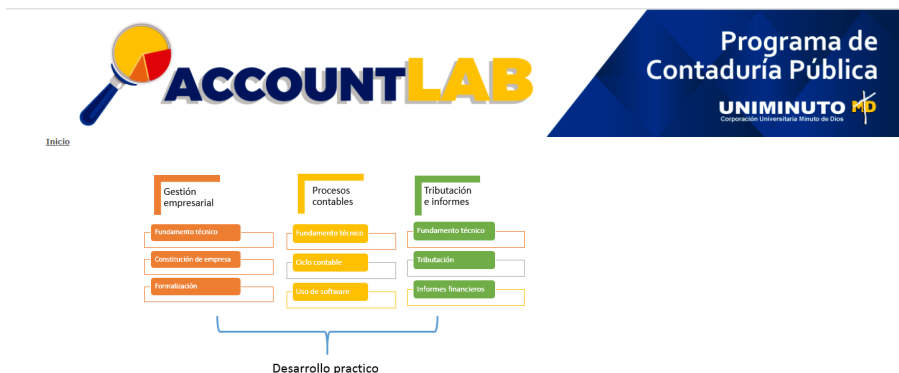 ACCOUNTLAB
Programa de
Contaduría Pública
UNIMINUTO MD
Corporación Universitaria Minuto de Dios
Inicio
Gestión
empresarial
Fundamento técnico
Constitución de empresa
Formalización
Procesos
contables
Fundamento técnico
Ciclo contable
Uso de software
Tributación
e informes
Fundamento técnico
Tributación
Informes financieros
Desarrollo practico